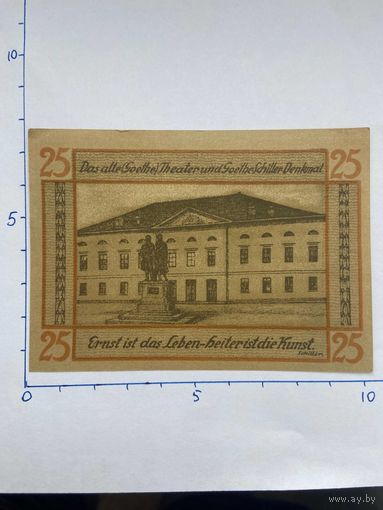 10
25 25
Das alte (Goethe) Theater und Goethe Schiller Denkmal.
5
Ernst ist das Leben-heiter ist die Kunst.
Schiller.
25 25
0 5 10
www.ay.by